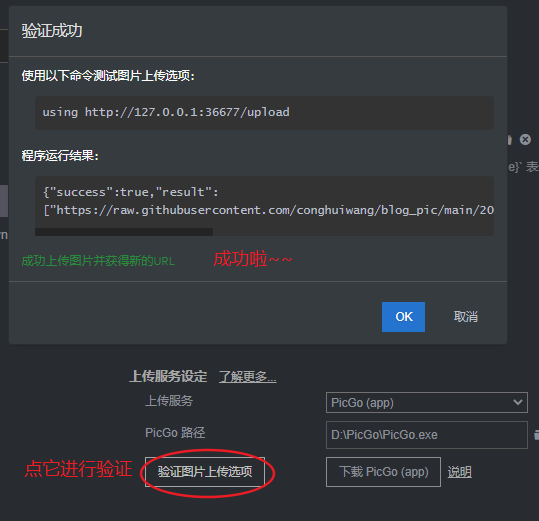 验证成功
使用以下命令测试图片上传选项:
using http://127.0.0.1:36677/upload
程序运行结果:
{"success":true,"result":
["https://raw.githubusercontent.com/conghuiwang/blog_pic/main/20
成功上传图片并获得新的URL 成功啦~~
OK 取消
e}` 表
rn
上传服务设定 了解更多...
上传服务 PicGo (app)
PicGo 路径 D:\PicGo\PicGo.exe
点它进行验证 验证图片上传选项 下载 PicGo (app) 说明